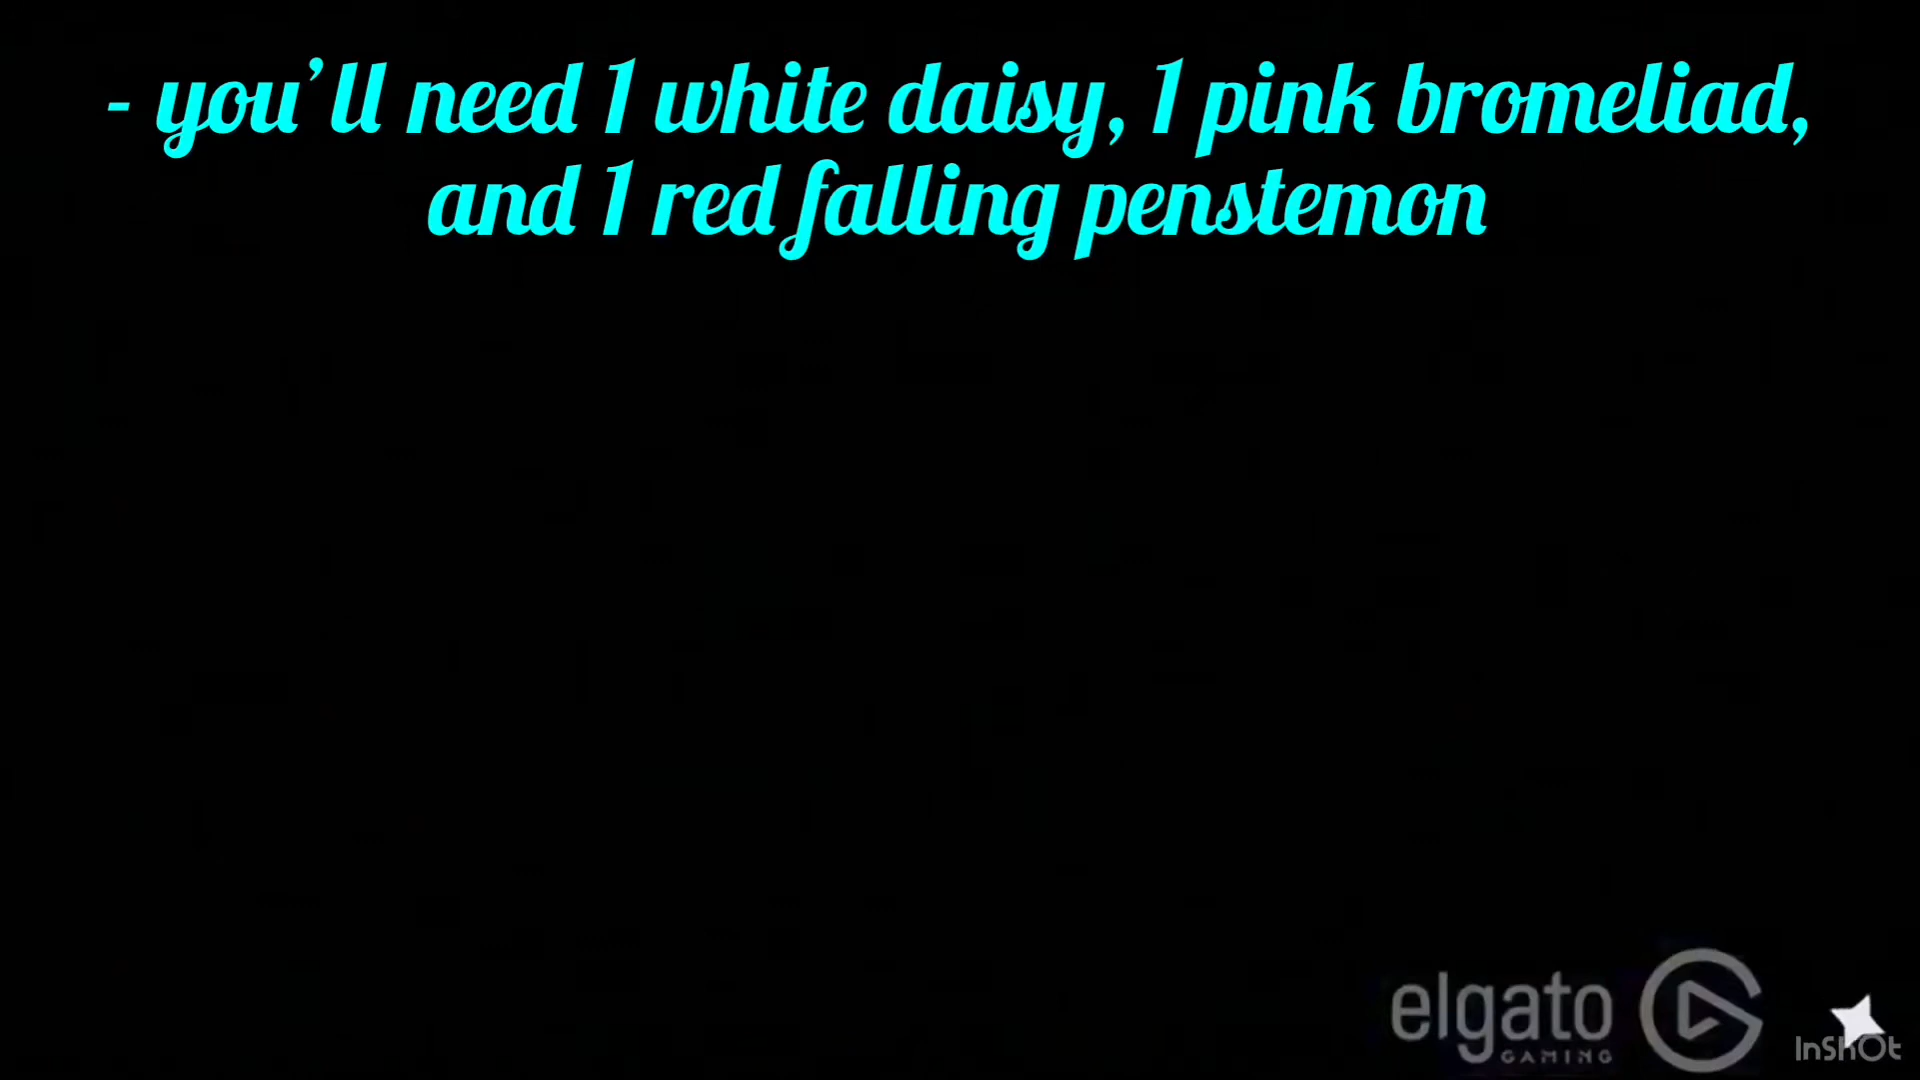 - you'll need 1 white daisy, 1 pink bromeliad,
and 1 red falling penstemon
elgato
GAMING
InShOt